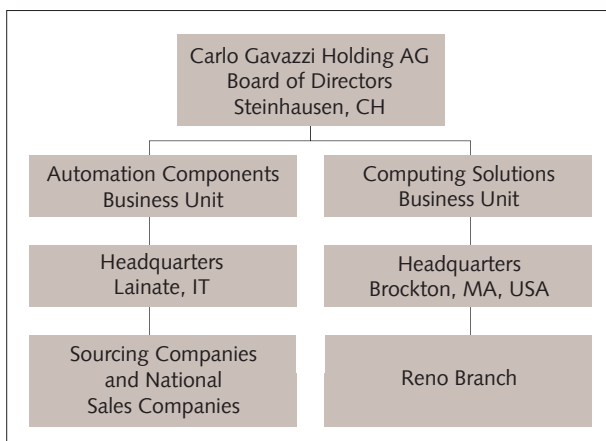 Carlo Gavazzi Holding AG
Board of Directors
Steinhausen, CH
Automation Components
Business Unit
Computing Solutions
Business Unit
Headquarters
Lainate, IT
Headquarters
Brockton, MA, USA
Sourcing Companies
and National
Sales Companies
Reno Branch